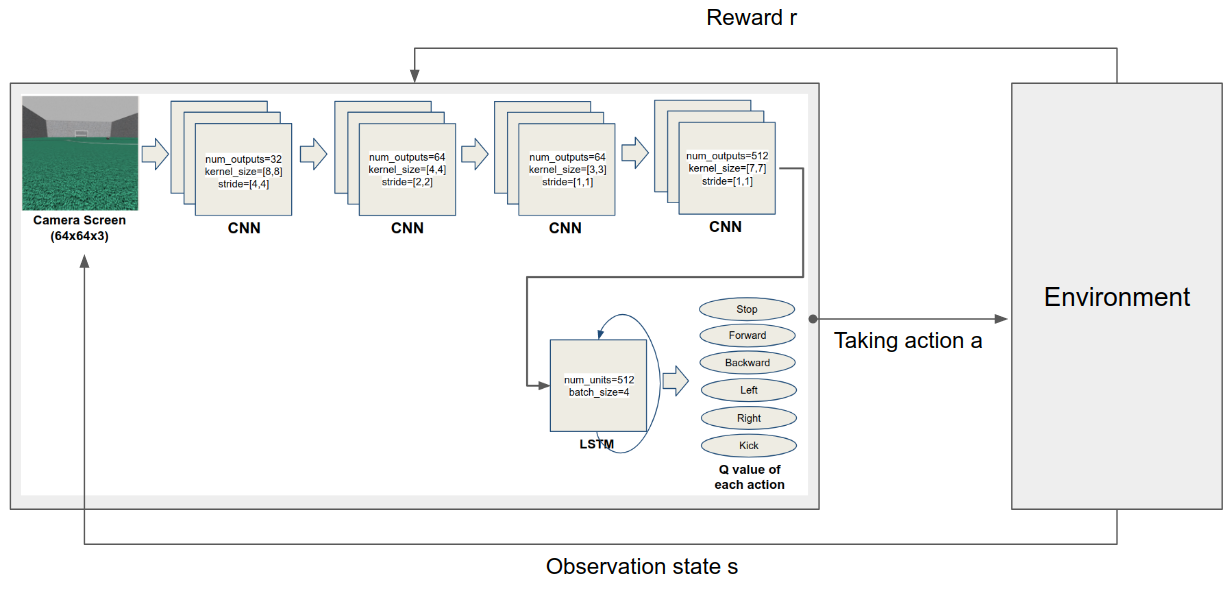 Reward r
Camera Screen
(64x64x3)
num_outputs=32
kernel_size=[8,8]
stride=[4,4]
CNN
num_outputs=64
kernel_size=[4,4]
stride=[2,2]
CNN
num_outputs=64
kernel_size=[3,3]
stride=[1,1]
CNN
num_outputs=512
kernel_size=[7,7]
stride=[1,1]
CNN
num_units=512
batch_size=4
LSTM
Stop
Forward
Backward
Left
Right
Kick
Q value of
each action
Taking action a
Environment
Observation state s